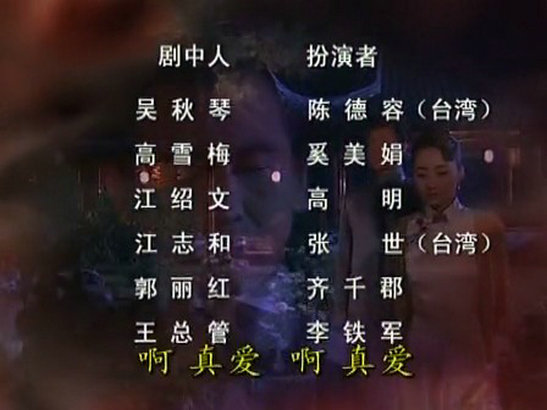 剧中人 扮演者
吴秋琴 陈德容(台湾)
高雪梅 奚美娟
江绍文 高明
江志和 张世(台湾)
郭丽红 齐千郡
王总管 李铁军
啊 真爱 啊 真爱